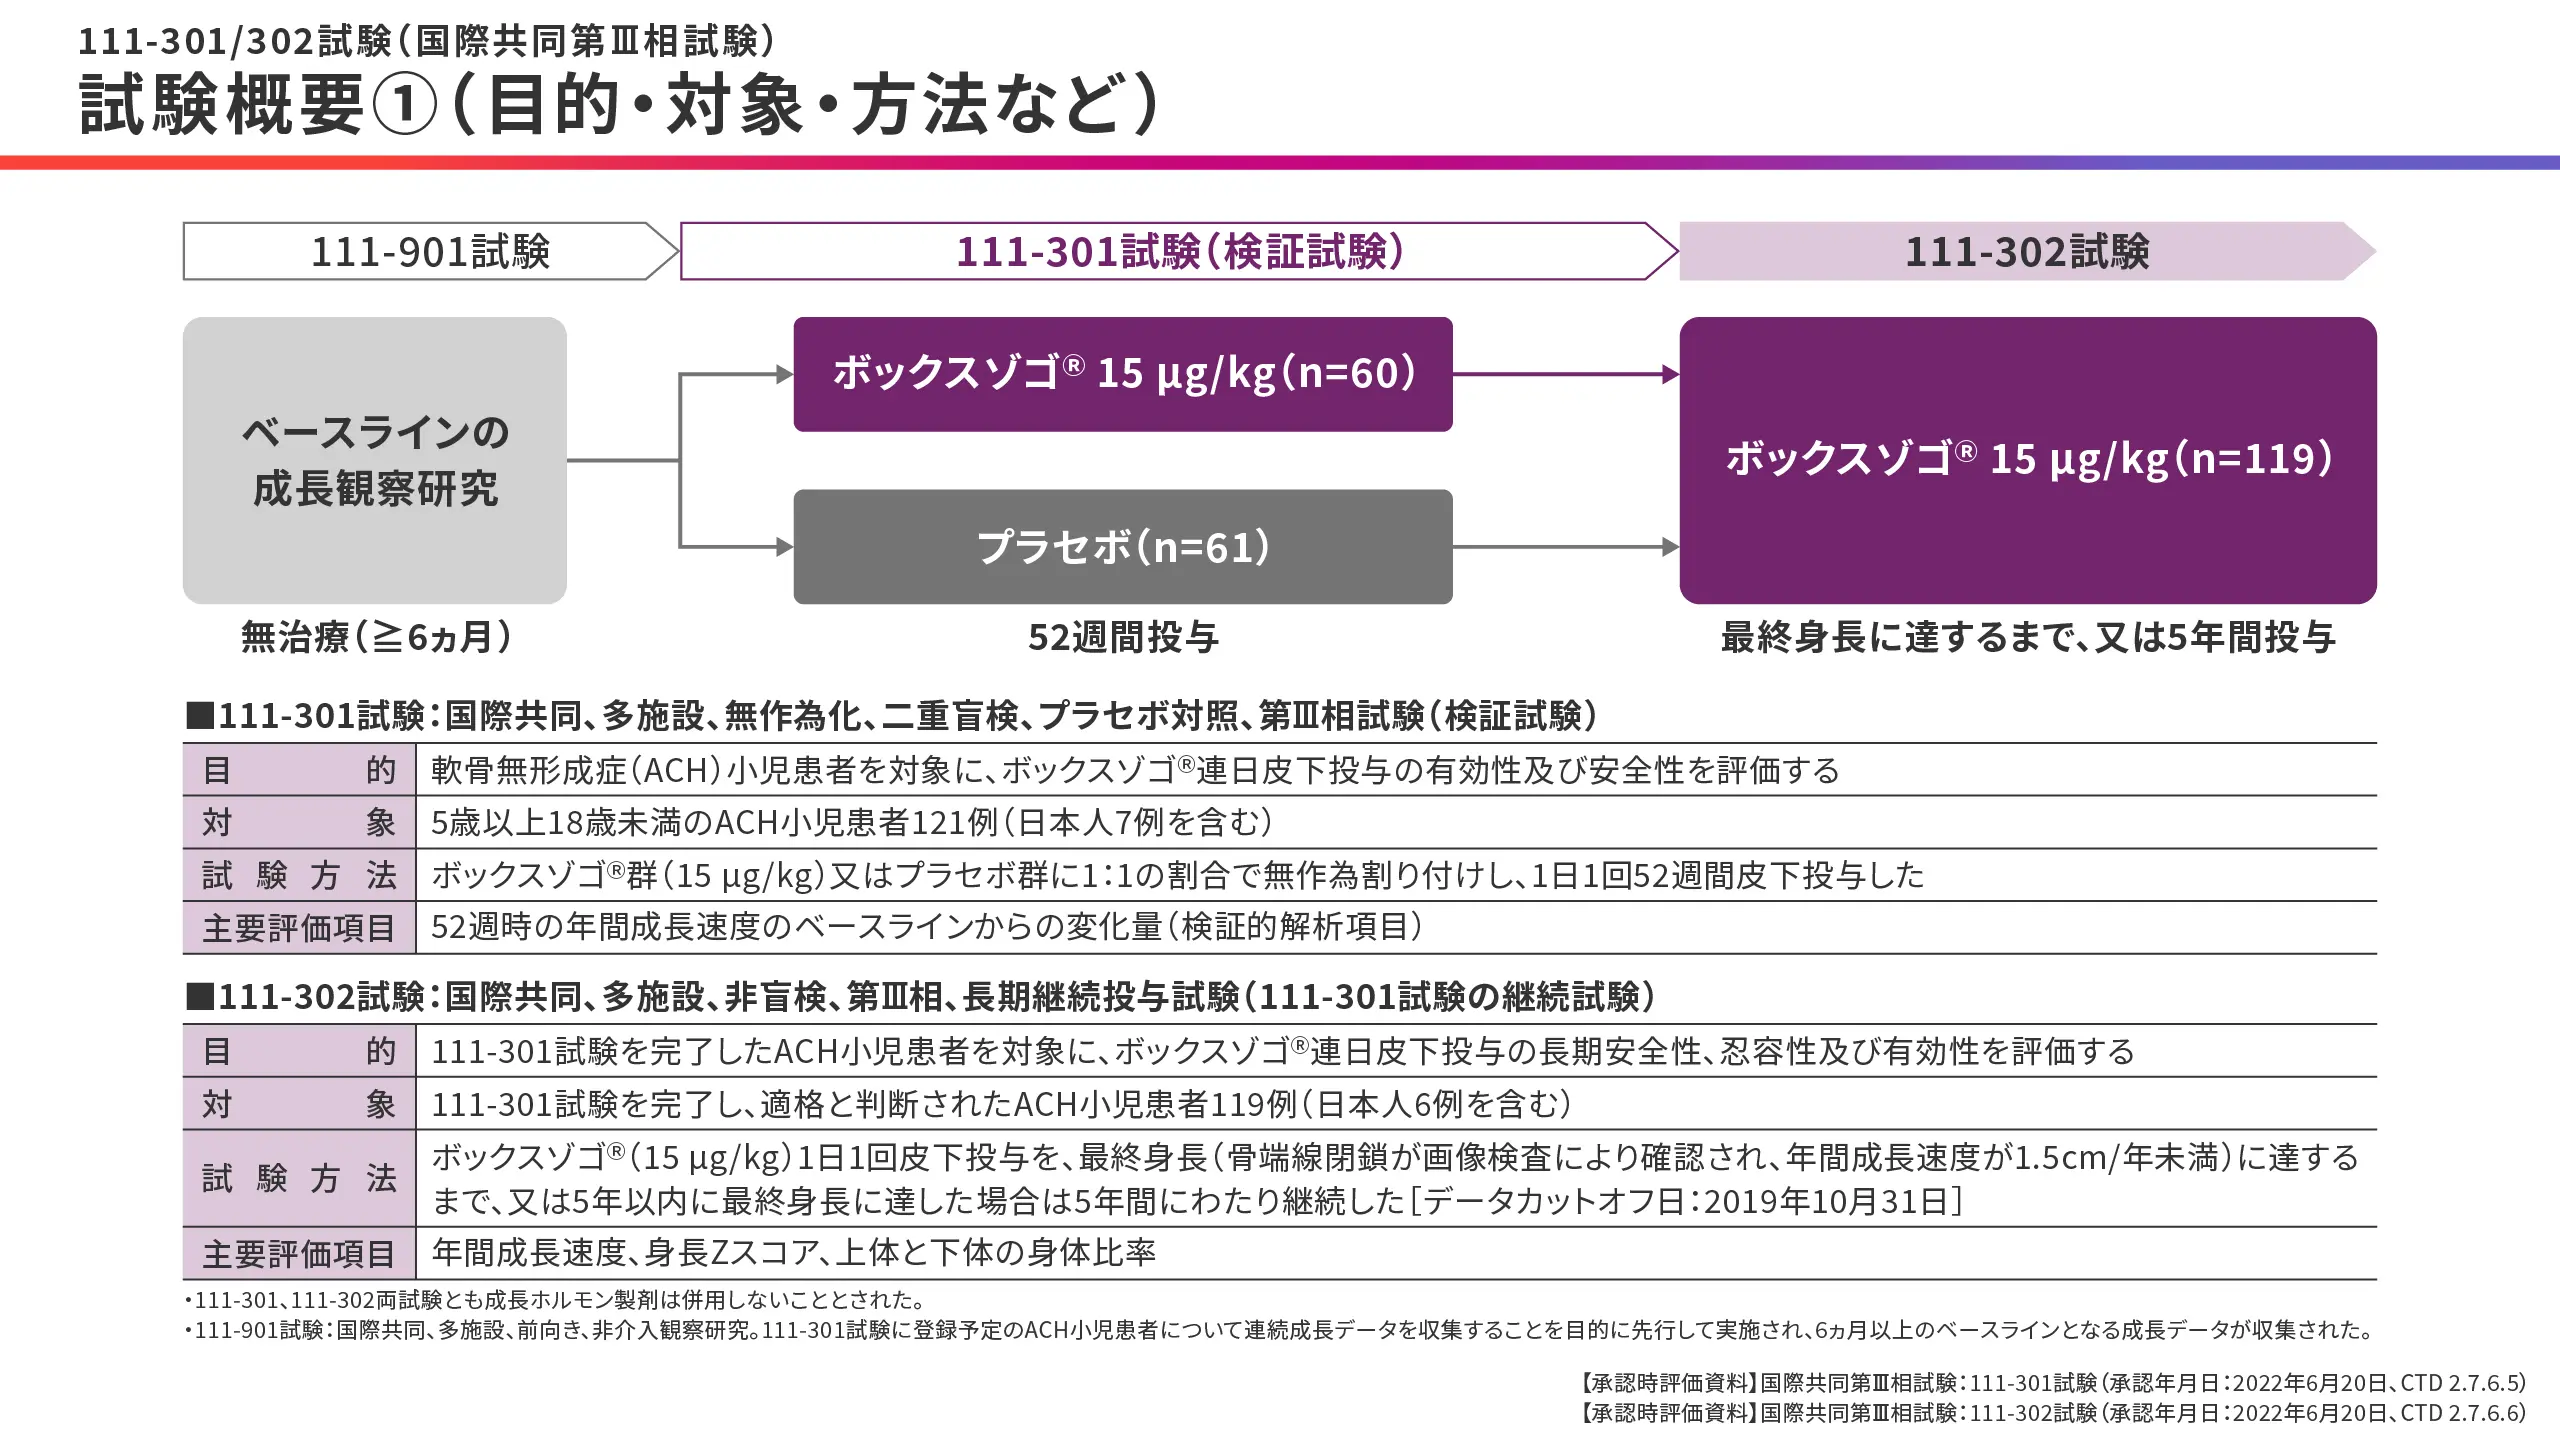 111-301/302試験（国際共同第Ⅲ相試験）
試験概要①（目的・対象・方法など）
111-901試験
111-301試験（検証試験）
111-302試験
ベースラインの
成長観察研究
ボックスゾゴ® 15 μg/kg（n=60）
プラセボ（n=61）
ボックスゾゴ® 15 μg/kg（n=119）
無治療（≧6ヵ月）
52週間投与
最終身長に達するまで、又は5年間投与
■111-301試験：国際共同、多施設、無作為化、二重盲検、プラセボ対照、第Ⅲ相試験（検証試験）
目的 軟骨無形成症（ACH）小児患者を対象に、ボックスゾゴ®連日皮下投与の有効性及び安全性を評価する
対象 5歳以上18歳未満のACH小児患者121例（日本人7例を含む）
試験方法 ボックスゾゴ®群（15 μg/kg）又はプラセボ群に1：1の割合で無作為割り付けし、1日1回52週間皮下投与した
主要評価項目 52週時の年間成長速度のベースラインからの変化量（検証的解析項目）
■111-302試験：国際共同、多施設、非盲検、第Ⅲ相、長期継続投与試験（111-301試験の継続試験）
目的 111-301試験を完了したACH小児患者を対象に、ボックスゾゴ®連日皮下投与の長期安全性、忍容性及び有効性を評価する
対象 111-301試験を完了し、適格と判断されたACH小児患者119例（日本人6例を含む）
試験方法 ボックスゾゴ®（15 μg/kg）1日1回皮下投与を、最終身長（骨端線閉鎖が画像検査により確認され、年間成長速度が1.5cm/年未満）に達する
まで、又は5年以内に最終身長に達した場合は5年間にわたり継続した［データカットオフ日：2019年10月31日］
主要評価項目 年間成長速度、身長Zスコア、上体と下体の身体比率
・111-301、111-302両試験とも成長ホルモン製剤は併用しないこととされた。
・111-901試験：国際共同、多施設、前向き、非介入観察研究。111-301試験に登録予定のACH小児患者について連続成長データを収集することを目的に先行して実施され、6ヵ月以上のベースラインとなる成長データが収集された。
【承認時評価資料】国際共同第Ⅲ相試験：111-301試験（承認年月日：2022年6月20日、CTD 2.7.6.5）
【承認時評価資料】国際共同第Ⅲ相試験：111-302試験（承認年月日：2022年6月20日、CTD 2.7.6.6）